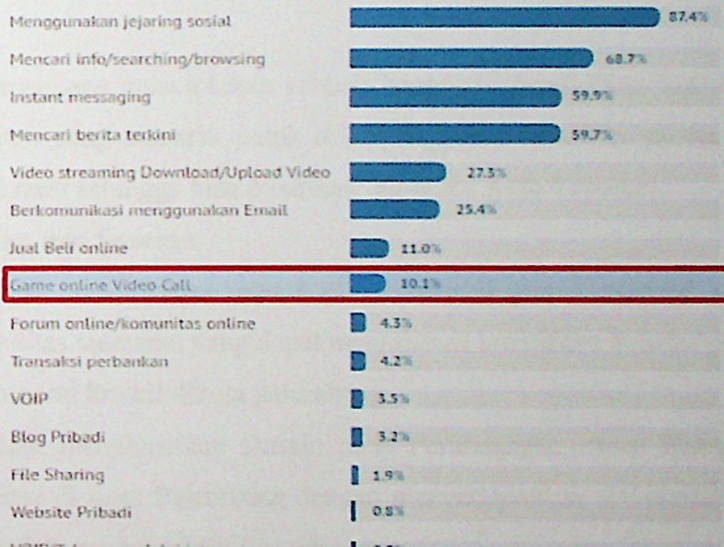 Menggunakan jejaring sosial 87.4%
Mencari info/searching/browsing 68.7%
Instant messaging 59.9%
Mencari berita terkini 59.7%
Video streaming Download/Upload Video 27.3%
Berkomunikasi menggunakan Email 25.4%
Jual Beli online 11.0%
Game online Video Call 10.1%
Forum online/komunitas online 4.3%
Transaksi perbankan 4.2%
VOIP 3.5%
Blog Pribadi 3.2%
File Sharing 1.9%
Website Pribadi 0.8%